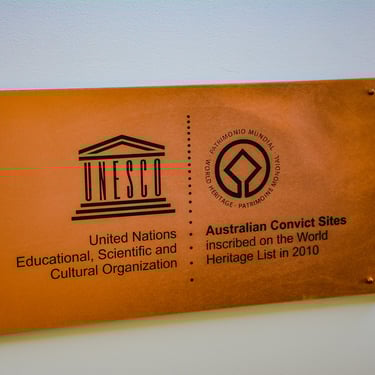 UNESCO
United Nations
Educational, Scientific and
Cultural Organization
PATRIMONIO MUNDIAL · WORLD HERITAGE · PATRIMOINE MONDIAL ·
Australian Convict Sites
inscribed on the World
Heritage List in 2010